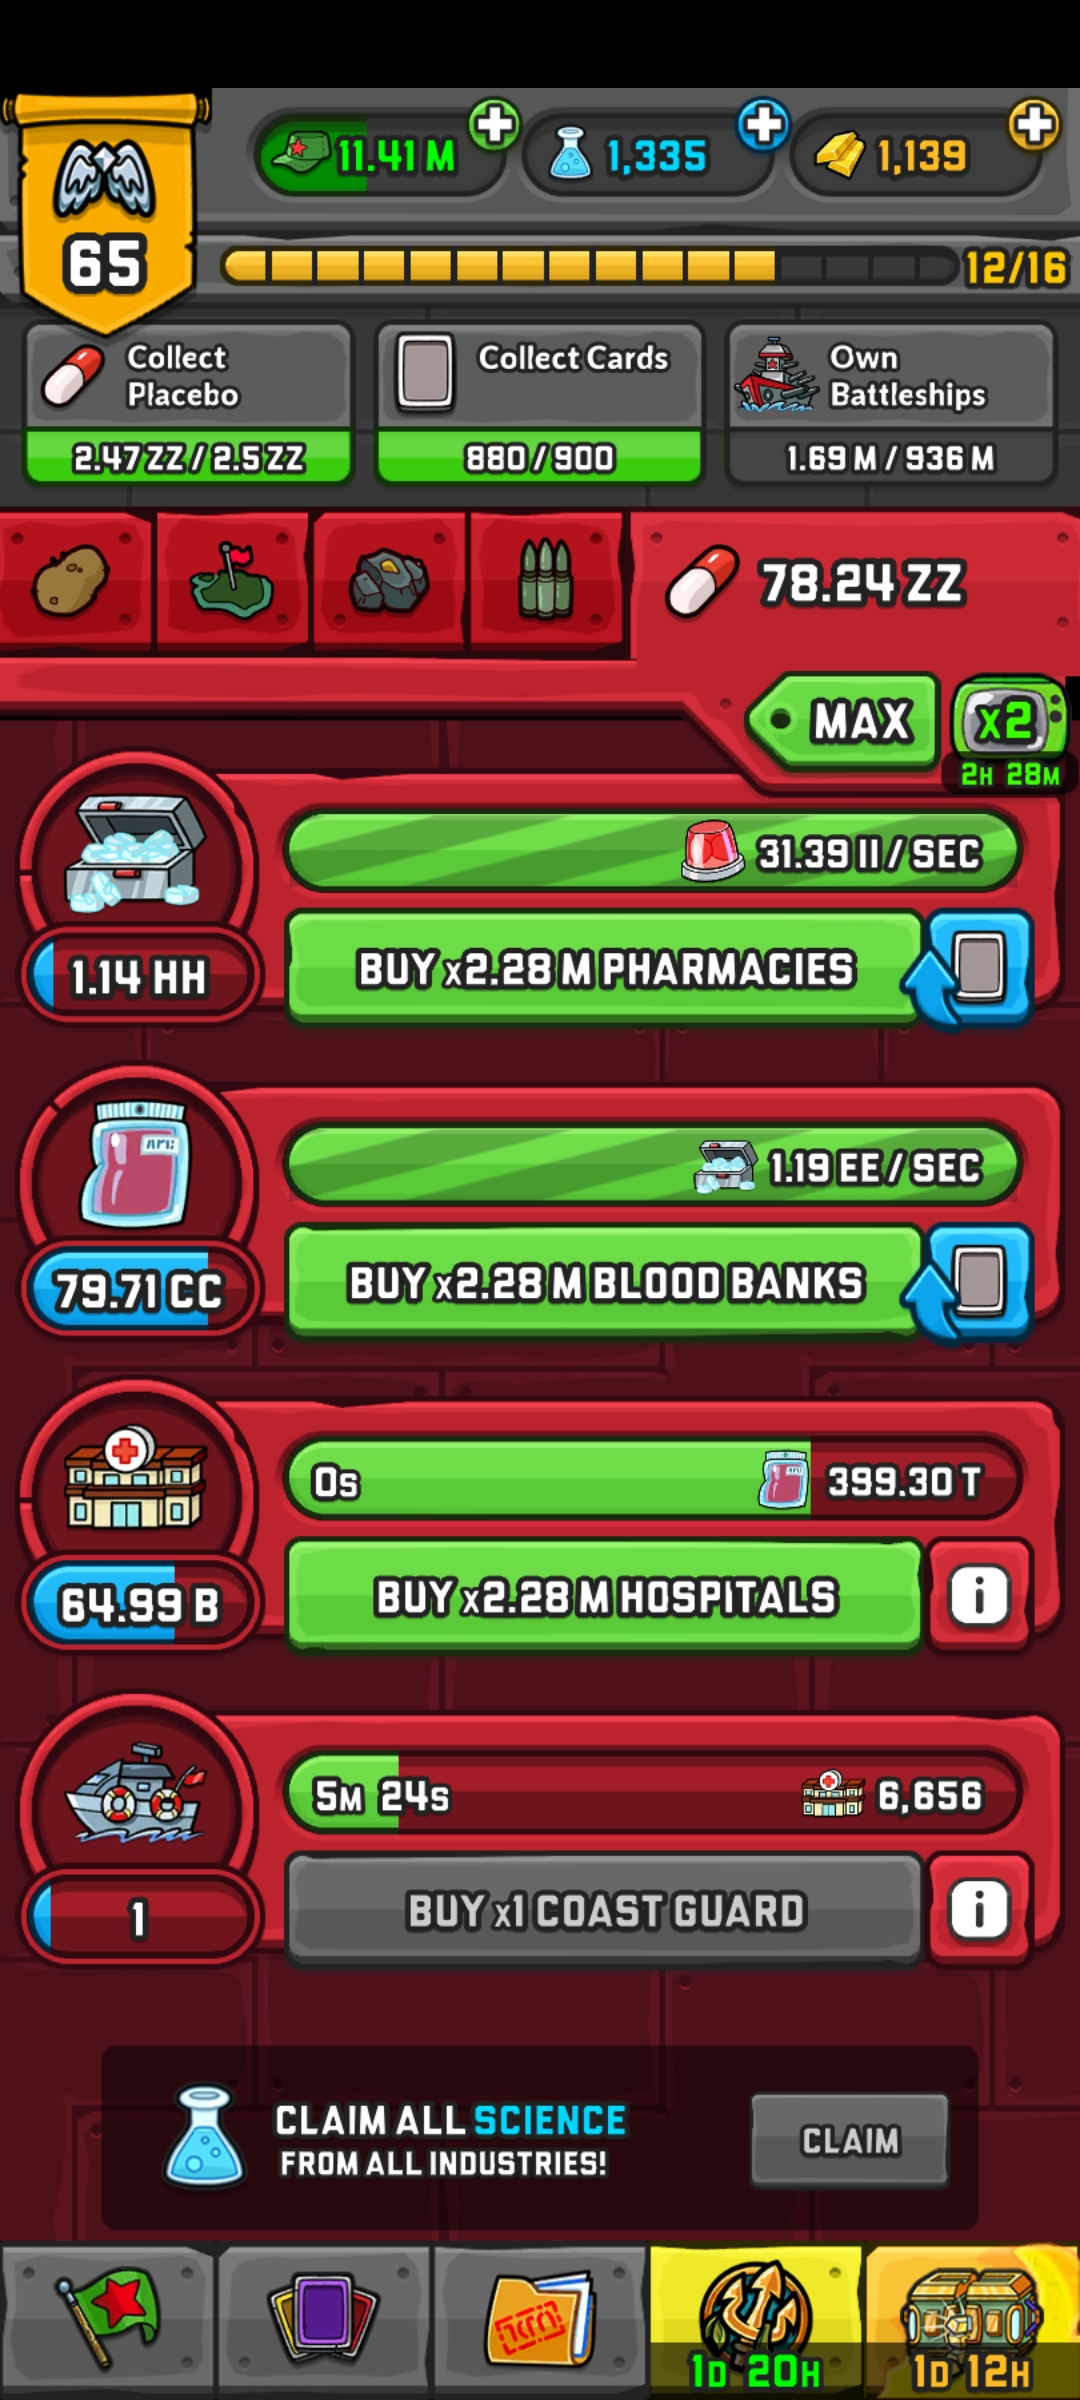 65
11.41 M
1,335
1,139
12/16
Collect
Placebo
2.47 ZZ / 2.5 ZZ
Collect Cards
880 / 900
Own
Battleships
1.69 M / 936 M
78.24 ZZ
MAX
x2
2H 28M
31.39 II / SEC
1.14 HH
BUY x2.28 M PHARMACIES
1.19 EE / SEC
79.71 CC
BUY x2.28 M BLOOD BANKS
0s
399.30 T
64.99 B
BUY x2.28 M HOSPITALS
i
5M 24s
6,656
1
BUY x1 COAST GUARD
i
CLAIM ALL SCIENCE
FROM ALL INDUSTRIES!
CLAIM
1D 20H
1D 12H